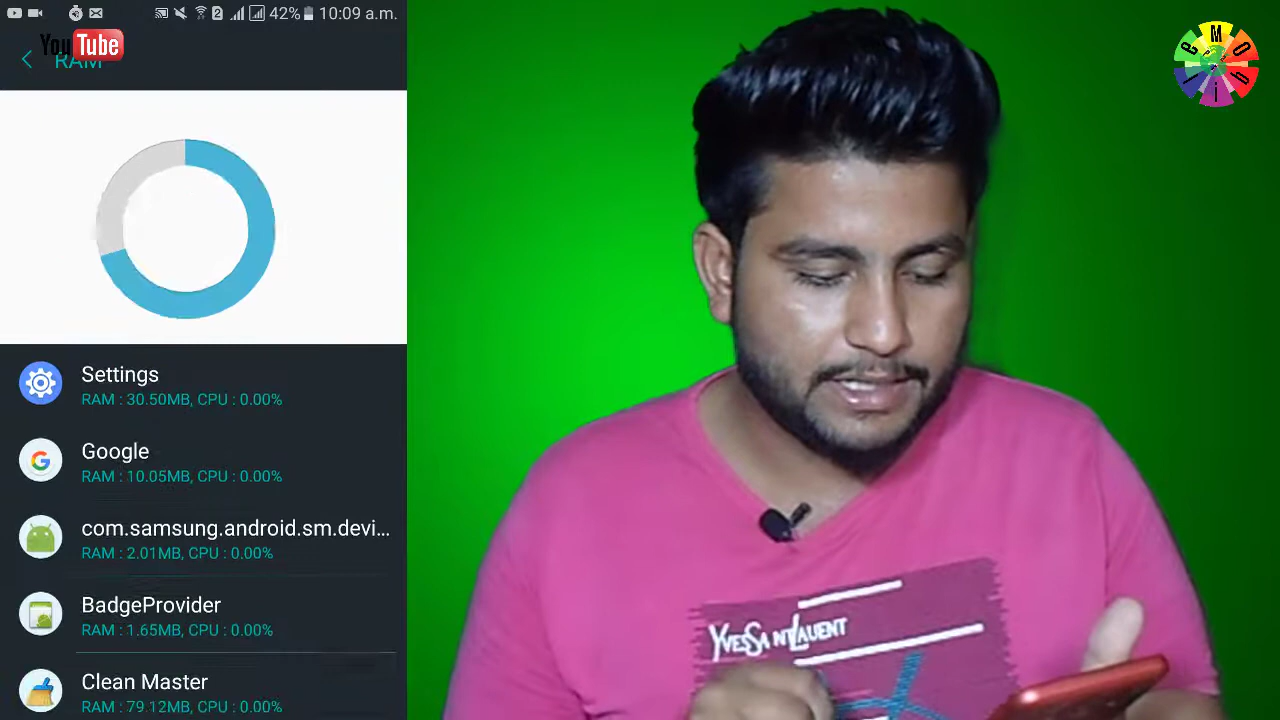 42% 10:09 a.m.
YouTube
RAM
Settings
RAM : 30.50MB, CPU : 0.00%
Google
RAM : 10.05MB, CPU : 0.00%
com.samsung.android.sm.devi...
RAM : 2.01MB, CPU : 0.00%
BadgeProvider
RAM : 1.65MB, CPU : 0.00%
Clean Master
RAM : 79.12MB, CPU : 0.00%
YvesSaintLaurent